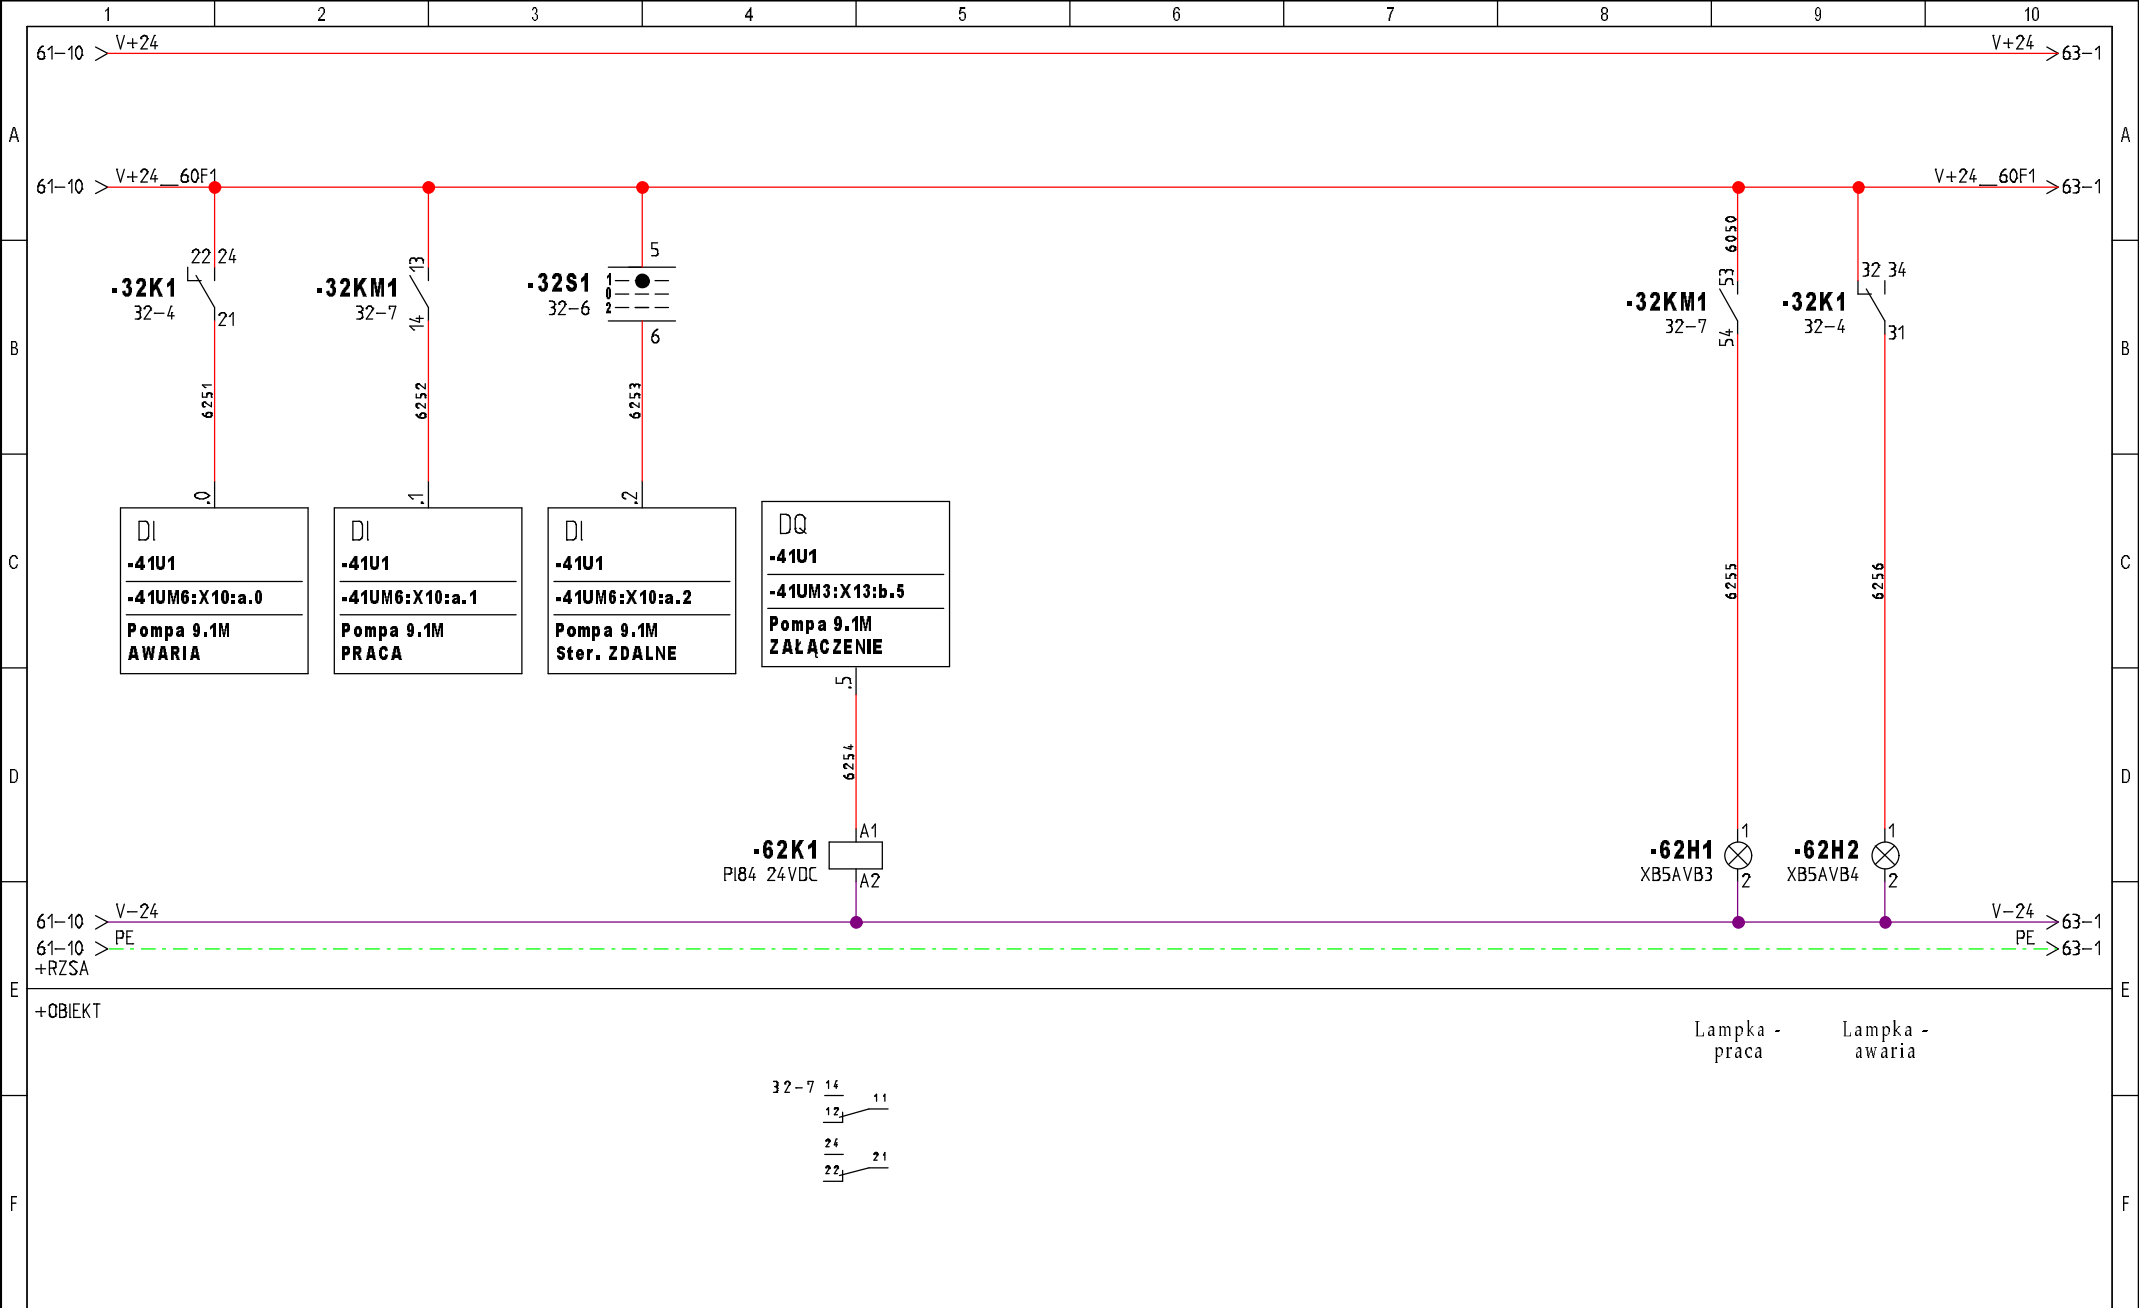 1 2 3 4 5 6 7 8 9 10
61-10 V+24 V+24 63-1
A A
61-10 V+24__60F1 V+24__60F1 63-1
6050
22 24
-32K1
32-4
21
6251
13
-32KM1
32-7
14
6252
5
-32S1
32-6
1
0
2
6
6253
53
-32KM1
32-7
54
32 34
-32K1
32-4
31
B B
.0
DI
-41U1
-41UM6:X10:a.0
Pompa 9.1M
AWARIA
.1
DI
-41U1
-41UM6:X10:a.1
Pompa 9.1M
PRACA
.2
DI
-41U1
-41UM6:X10:a.2
Pompa 9.1M
Ster. ZDALNE
DQ
-41U1
-41UM3:X13:b.5
Pompa 9.1M
ZAŁĄCZENIE
.5
6255
6256
C C
6254
D D
A1
-62K1
PI84 24VDC
A2
1
-62H1
XB5AVB3
2
1
-62H2
XB5AVB4
2
61-10 V-24 V-24 63-1
61-10 PE PE 63-1
+RZSA
E E
+OBIEKT
Lampka -
praca
Lampka -
awaria
32-7 14
12 11
24
22 21
F F